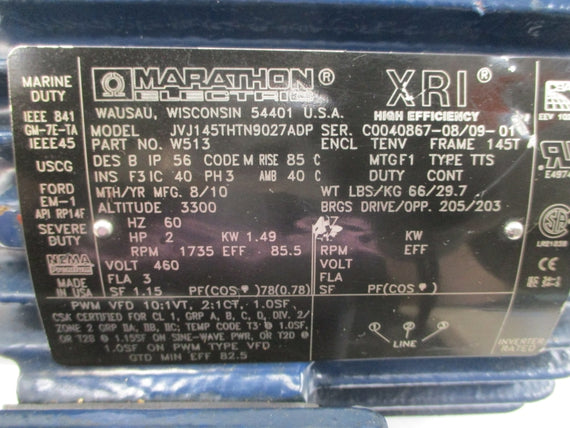 MARINE DUTY
IEEE 841
GM-7E-TA
IEEE45
USCG
FORD
EM-1
API RP14F
SEVERE DUTY
NEMA Premium
MADE IN USA
MARATHON® XRI®
ELECTRIC HIGH EFFICIENCY
WAUSAU, WISCONSIN 54401 U.S.A.
MODEL JVJ145THTN9027ADP SER. C0040867-08/09-01
PART NO. W513 ENCL TENV FRAME 145T
DES B IP 56 CODE M RISE 85 C MTGF1 TYPE TTS
INS F3 IC 40 PH 3 AMB 40 C DUTY CONT
MTH/YR MFG. 8/10 WT LBS/KG 66/29.7
ALTITUDE 3300 BRGS DRIVE/OPP. 205/203
HZ 60
HP 2 KW 1.49 KW
RPM 1735 EFF 85.5 RPM EFF
VOLT 460 VOLT
FLA 3 FLA
SF 1.15 PF(COS φ )78(0.78) SF PF(COS φ )
PWM VFD 10:1VT, 2:1CT, 1.0SF.
CSA CERTIFIED FOR CL 1, GRP A, B, C, D, DIV. 2/
ZONE 2 GRP IIA, IIB, IIC; TEMP CODE T3 @ 1.0SF,
OR T2B @ 1.15SF ON SINE-WAVE PWR, OR T2D @
1.0SF ON PWM TYPE VFD
GTD MIN EFF 82.5
1 2 3
LINE
INVERTER RATED
CE